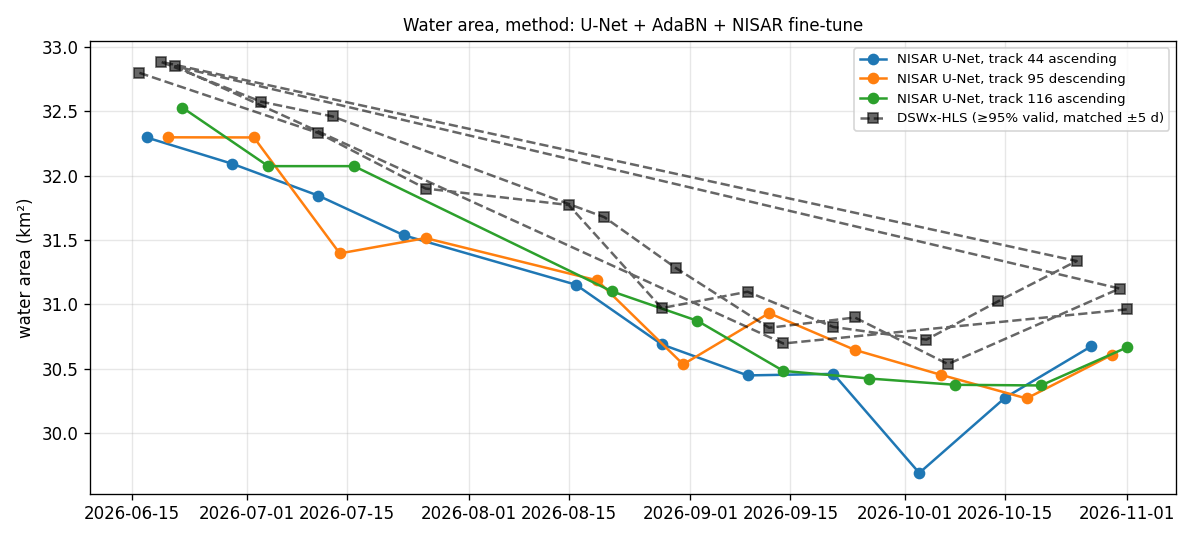 Water area, method: U-Net + AdaBN + NISAR fine-tune
NISAR U-Net, track 44 ascending
NISAR U-Net, track 95 descending
NISAR U-Net, track 116 ascending
DSWx-HLS (≥95% valid, matched ±5 d)
water area (km²)
33.0
32.5
32.0
31.5
31.0
30.5
30.0
2026-06-15 2026-07-01 2026-07-15 2026-08-01 2026-08-15 2026-09-01 2026-09-15 2026-10-01 2026-10-15 2026-11-01